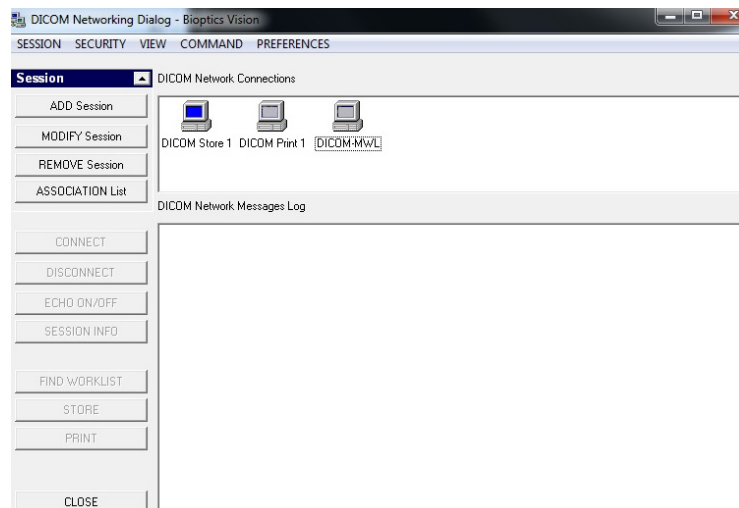 DICOM Networking Dialog - Bioptics Vision
SESSION SECURITY VIEW COMMAND PREFERENCES
Session
DICOM Network Connections
ADD Session
MODIFY Session
REMOVE Session
ASSOCIATION List
DICOM Store 1 DICOM Print 1 DICOM-MWL
DICOM Network Messages Log
CONNECT
DISCONNECT
ECHO ON/OFF
SESSION INFO
FIND WORKLIST
STORE
PRINT
CLOSE